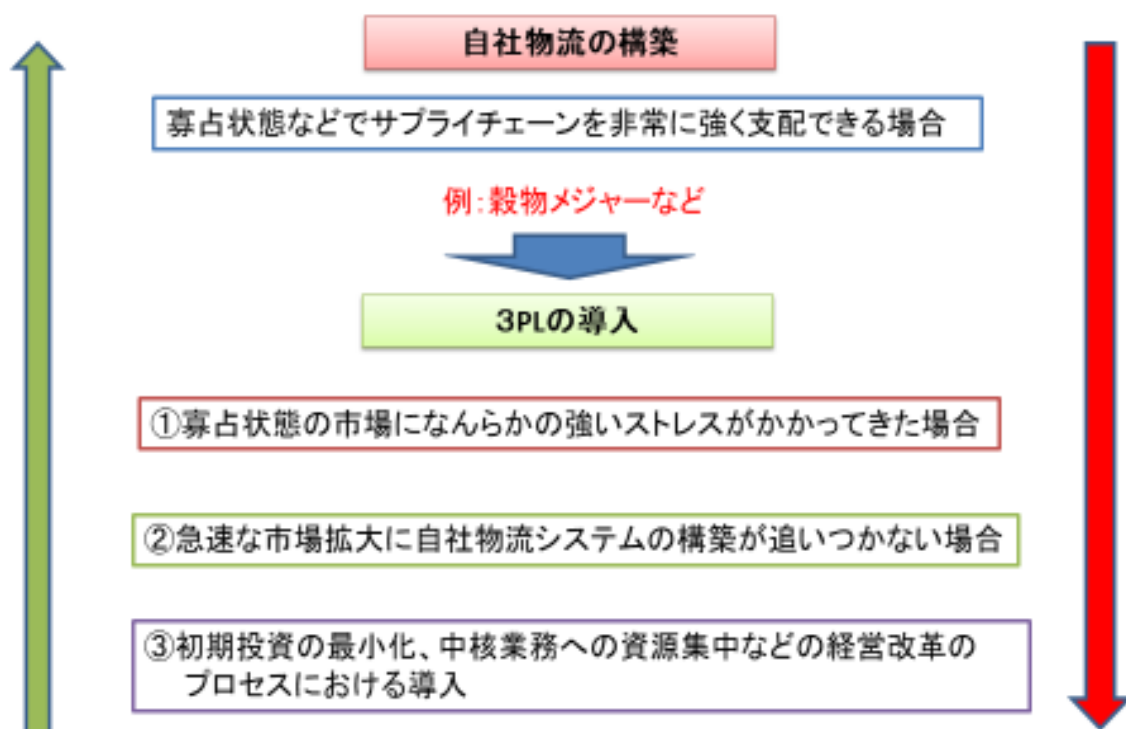 自社物流の構築
寡占状態などでサプライチェーンを非常に強く支配できる場合
例：穀物メジャーなど
３PLの導入
①寡占状態の市場になんらかの強いストレスがかかってきた場合
②急速な市場拡大に自社物流システムの構築が追いつかない場合
③初期投資の最小化、中核業務への資源集中などの経営改革の
プロセスにおける導入